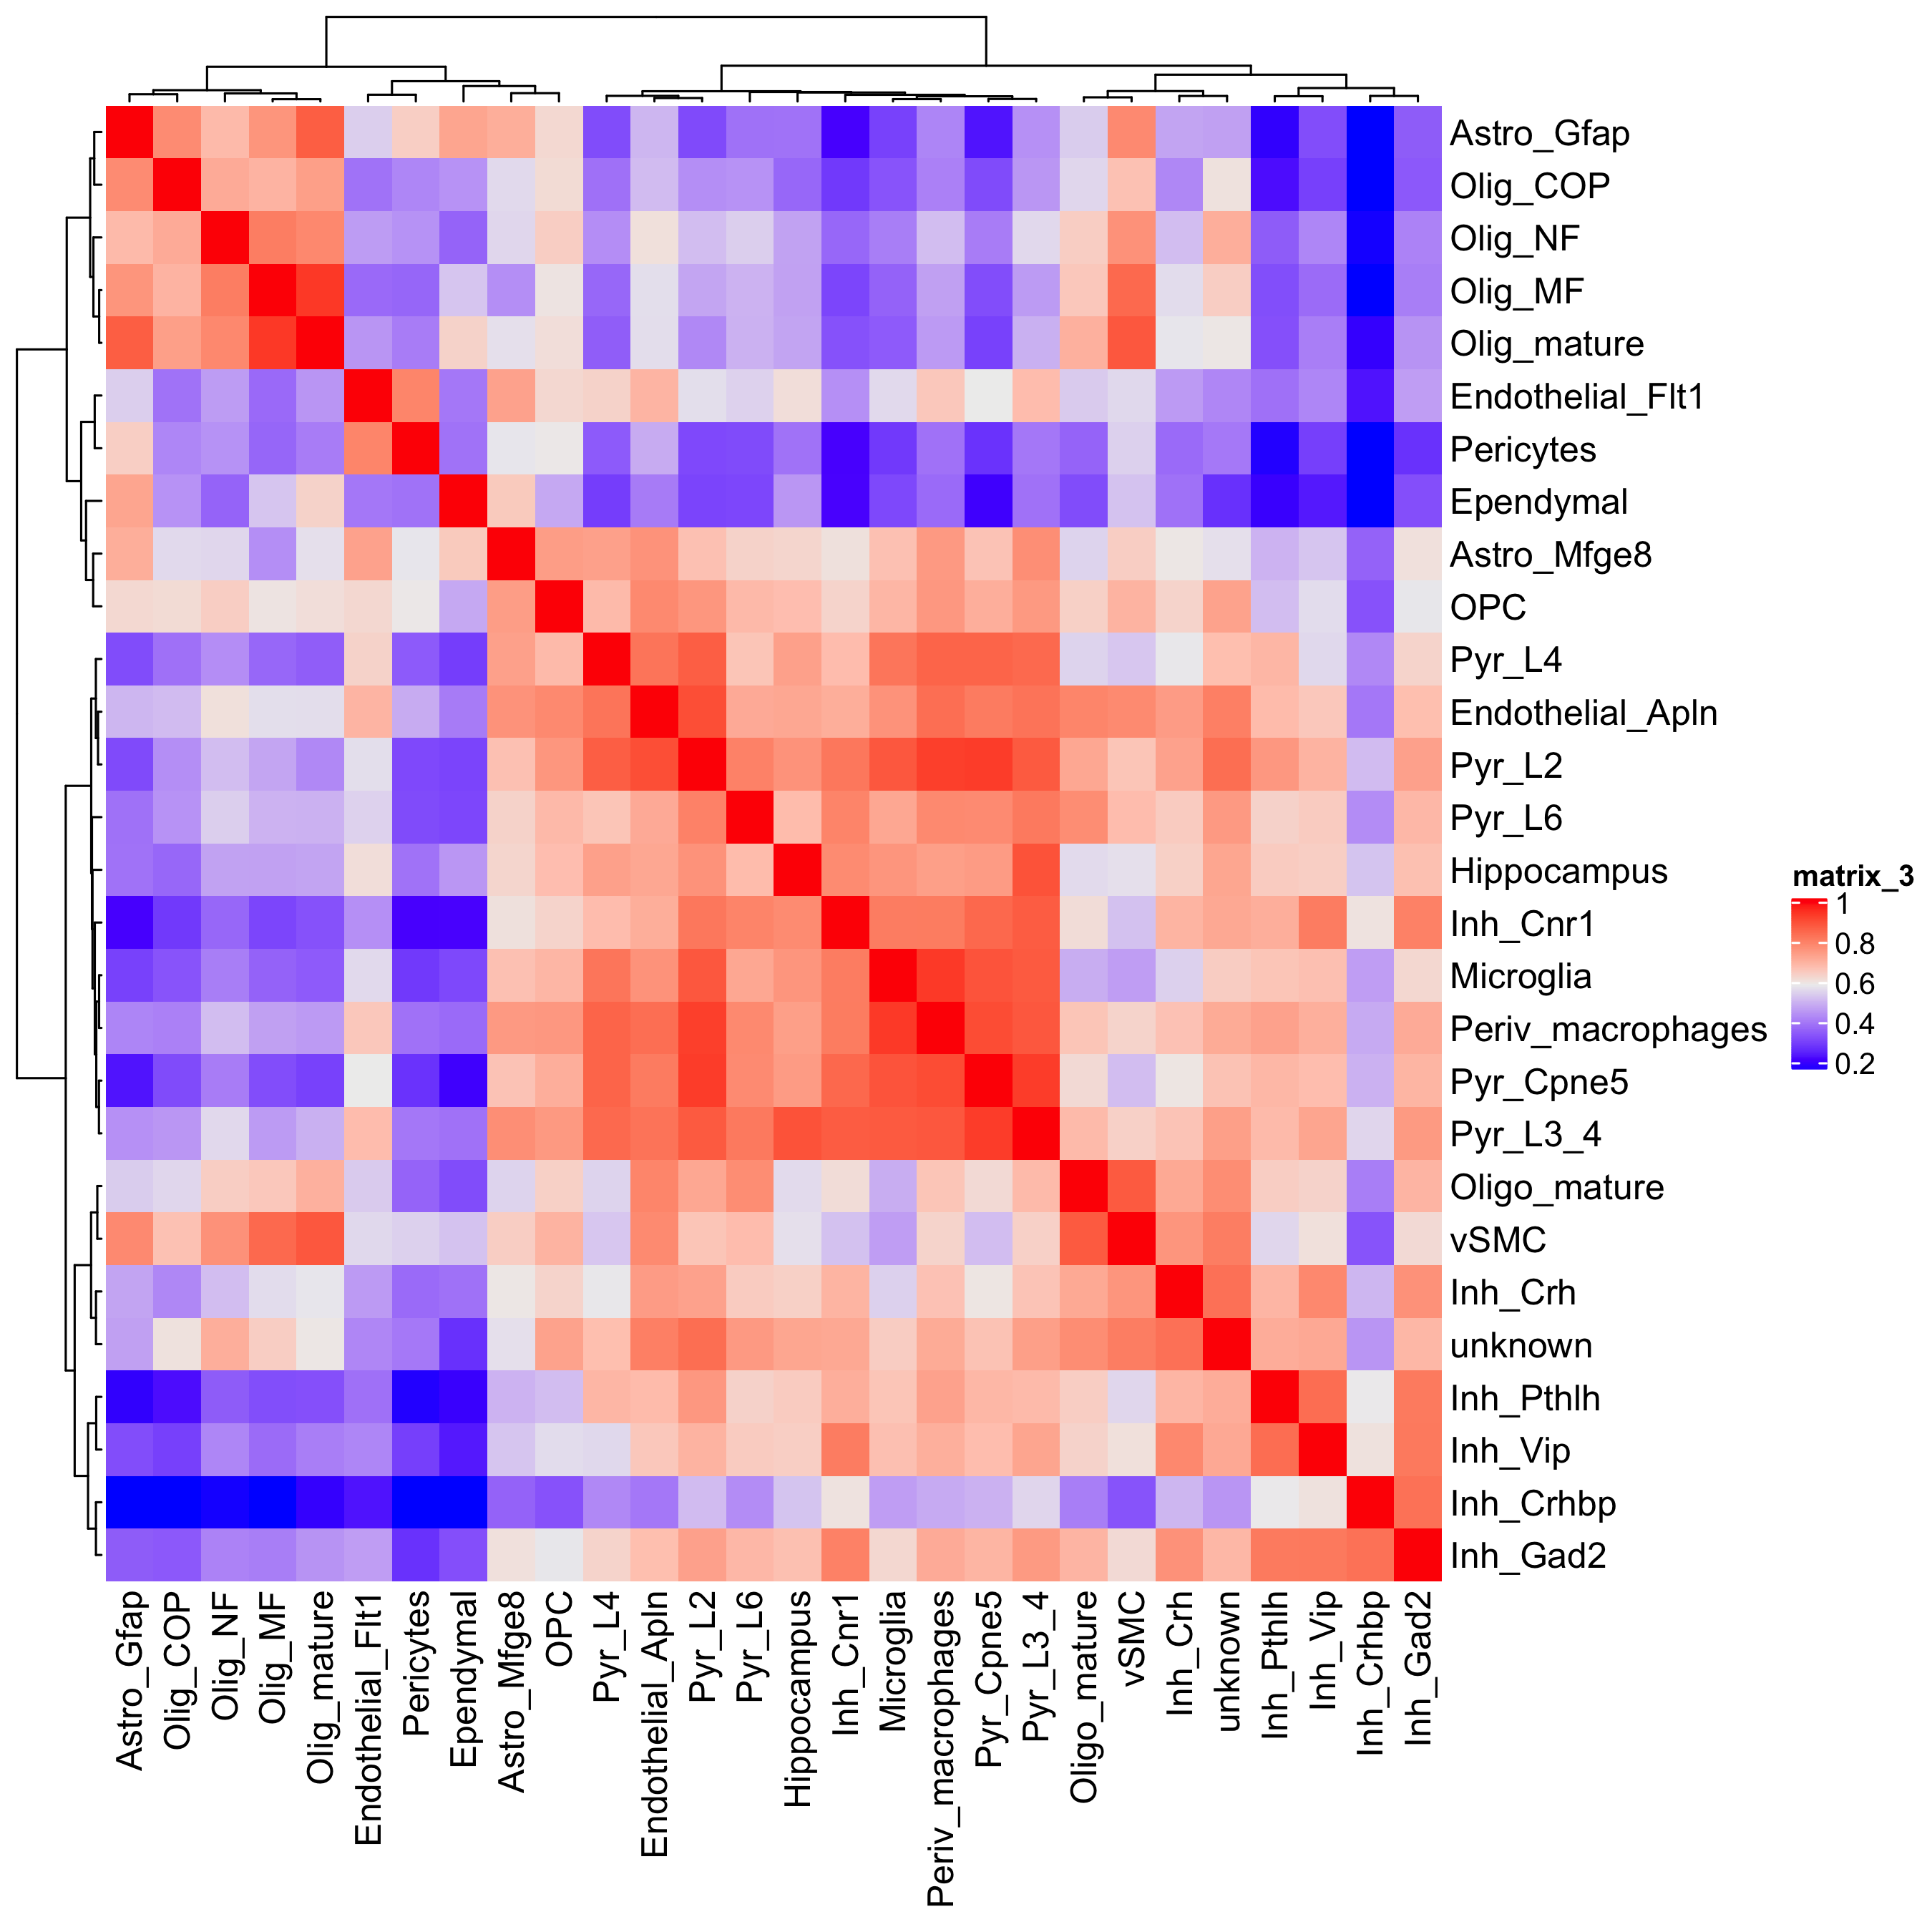 Astro_Gfap
Olig_COP
Olig_NF
Olig_MF
Olig_mature
Endothelial_Flt1
Pericytes
Ependymal
Astro_Mfge8
OPC
Pyr_L4
Endothelial_Apln
Pyr_L2
Pyr_L6
Hippocampus
Inh_Cnr1
Microglia
Periv_macrophages
Pyr_Cpne5
Pyr_L3_4
Oligo_mature
vSMC
Inh_Crh
unknown
Inh_Pthlh
Inh_Vip
Inh_Crhbp
Inh_Gad2
matrix_3
1
0.8
0.6
0.4
0.2
Astro_Gfap
Olig_COP
Olig_NF
Olig_MF
Olig_mature
Endothelial_Flt1
Pericytes
Ependymal
Astro_Mfge8
OPC
Pyr_L4
Endothelial_Apln
Pyr_L2
Pyr_L6
Hippocampus
Inh_Cnr1
Microglia
Periv_macrophages
Pyr_Cpne5
Pyr_L3_4
Oligo_mature
vSMC
Inh_Crh
unknown
Inh_Pthlh
Inh_Vip
Inh_Crhbp
Inh_Gad2